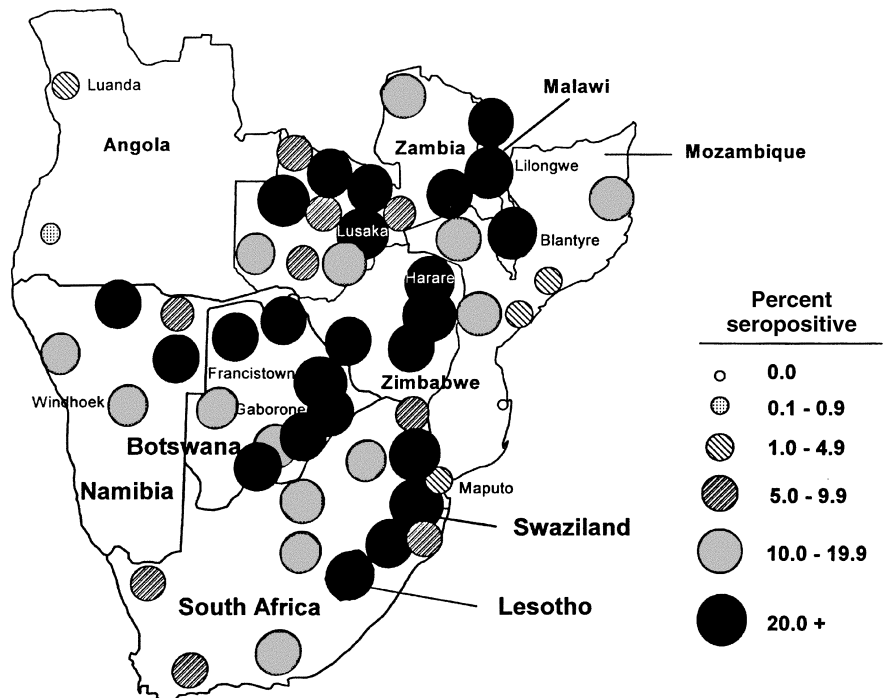 Luanda
Malawi
Angola
Zambia
Mozambique
Lilongwe
Lusaka
Blantyre
Harare
Percent
seropositive
0.0
0.1 - 0.9
1.0 - 4.9
5.0 - 9.9
10.0 - 19.9
20.0 +
Francistown
Zimbabwe
Windhoek
Gaborone
Botswana
Namibia
Maputo
Swaziland
South Africa
Lesotho